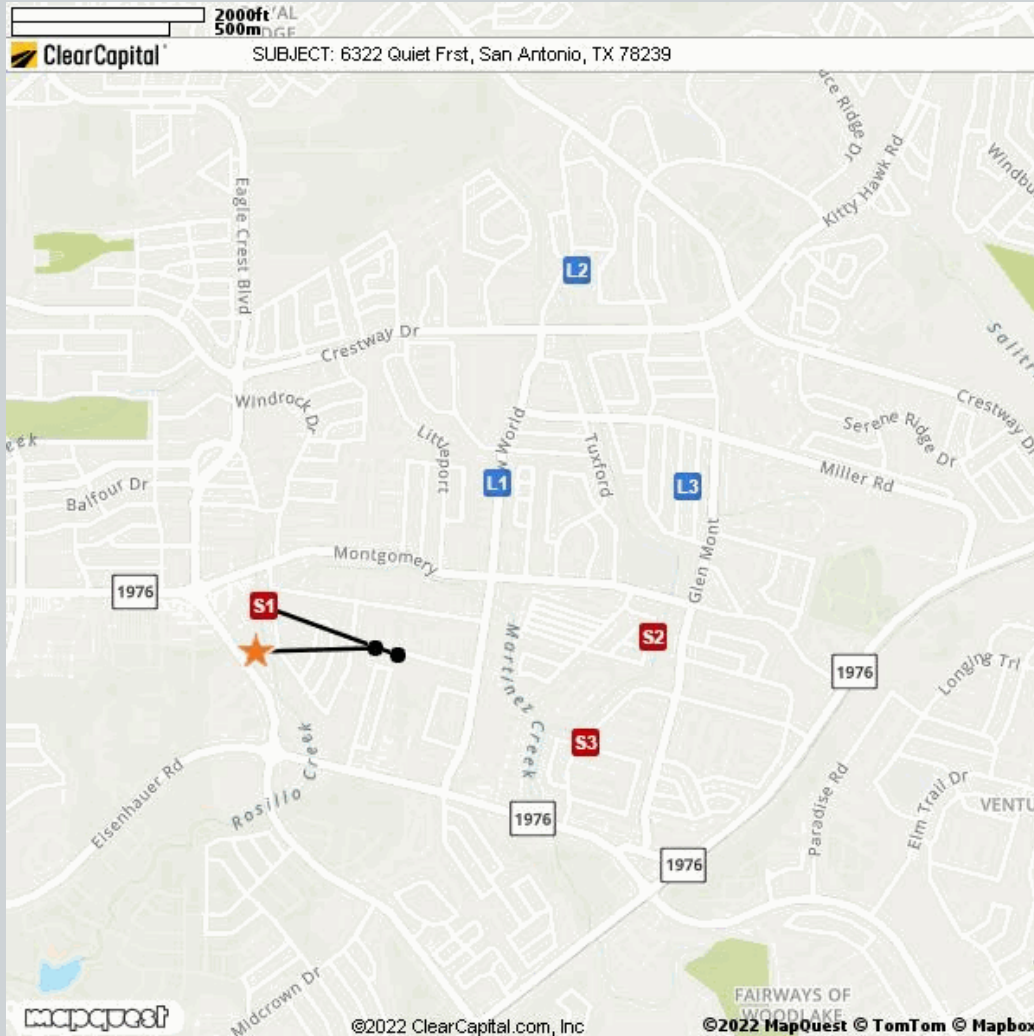 2000ft
500m
ClearCapital
SUBJECT: 6322 Quiet Frst, San Antonio, TX 78239
Kitty Hawk Rd
Eagle Crest Blvd
L2
Crestway Dr
Windrock Dr
Littleport
World
Tuxford
Serene Ridge Dr
Crestway Dr
Miller Rd
Balfour Dr
L1
L3
Montgomery
Glen Mont
1976
S1
S2
Martinez Creek
1976
Longing Trl
S3
Rosillo Creek
Eisenhauer Rd
1976
Paradise Rd
Elm Trail Dr
1976
Midcrown Dr
FAIRWAYS OF
WOODLAKE
mapquest
©2022 ClearCapital.com, Inc
©2022 MapQuest © TomTom © Mapbox